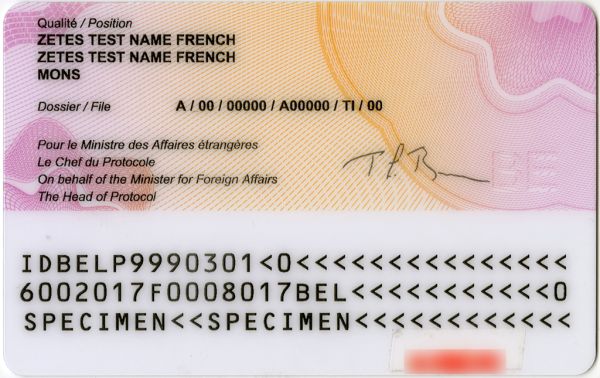 Qualité / Position
ZETES TEST NAME FRENCH
ZETES TEST NAME FRENCH
MONS
Dossier / File A / 00 / 00000 / A00000 / TI / 00
Pour le Ministre des Affaires étrangères
Le Chef du Protocole
On behalf of the Minister for Foreign Affairs
The Head of Protocol
IDBELP9990301<0<<<<<<<<<<<<<<<
6002017F0008017BEL<<<<<<<<<<<0
SPECIMEN<<SPECIMEN<<<<<<<<<<<<